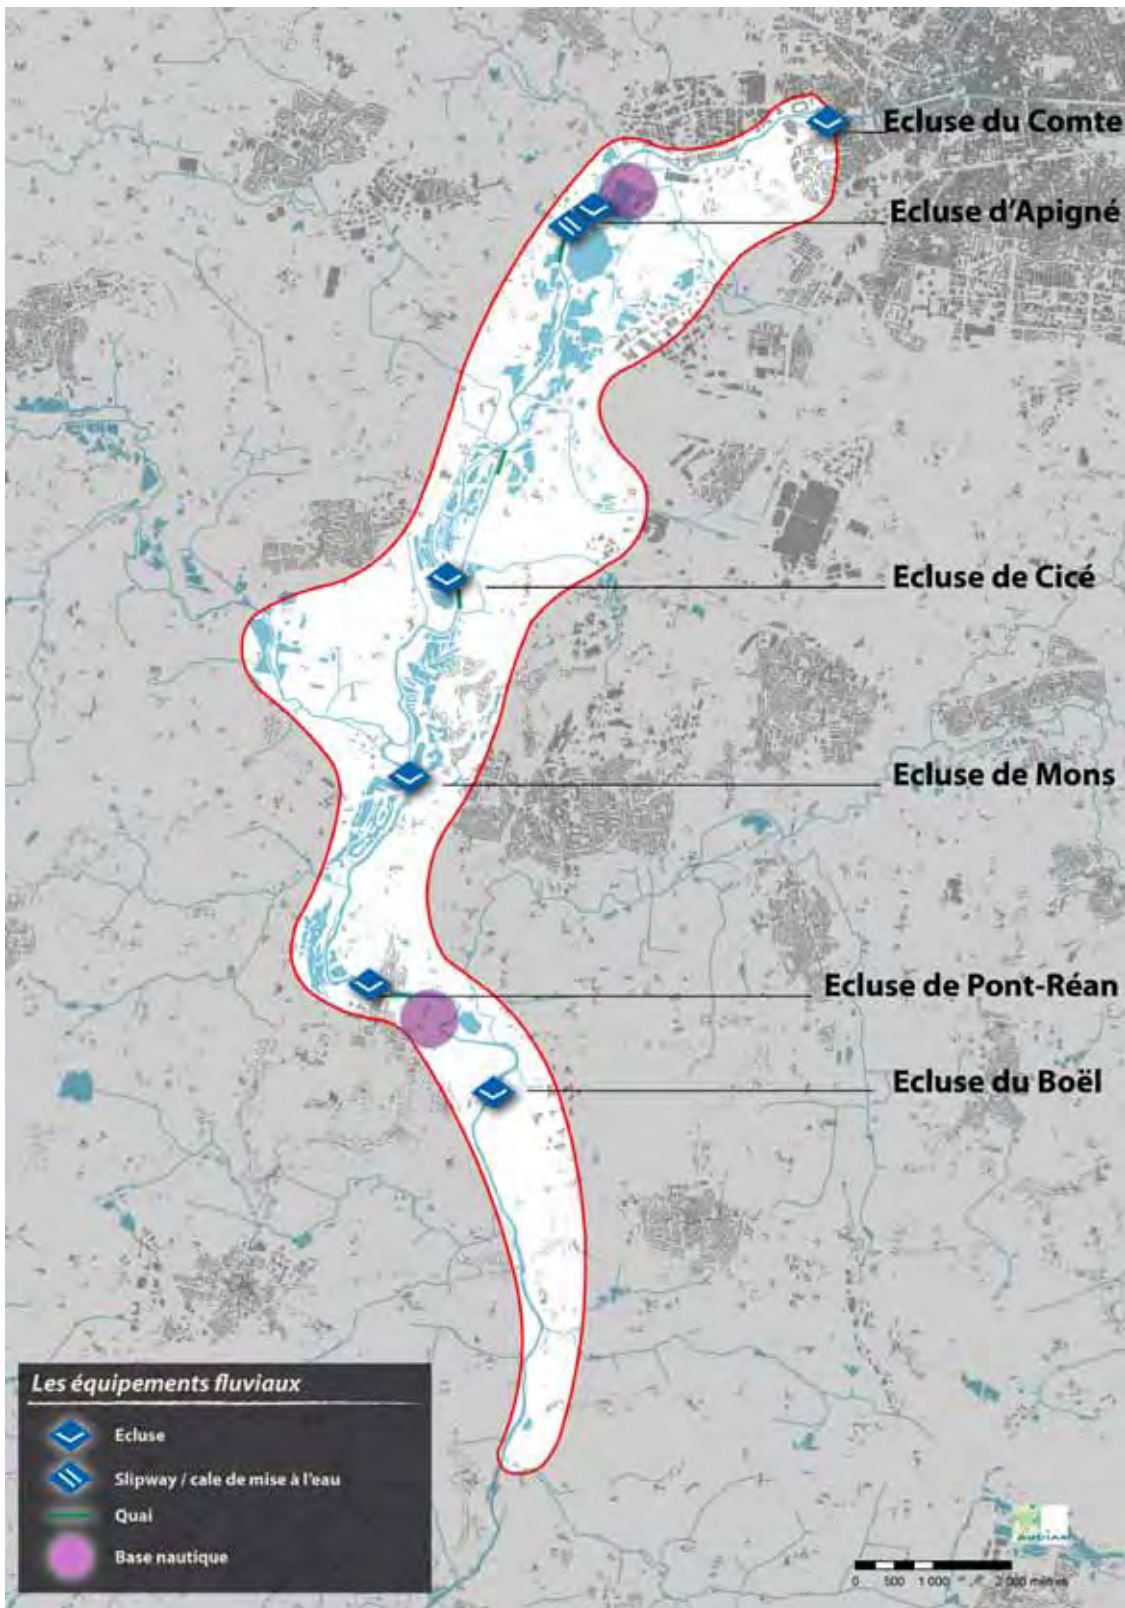 Ecluse du Comte
Ecluse d'Apigné
Ecluse de Cicé
Ecluse de Mons
Ecluse de Pont-Réan
Ecluse du Boël
Les équipements fluviaux
Ecluse
Slipway / cale de mise à l'eau
Quai
Base nautique
audiar
0 500 1 000 2 000 mètres